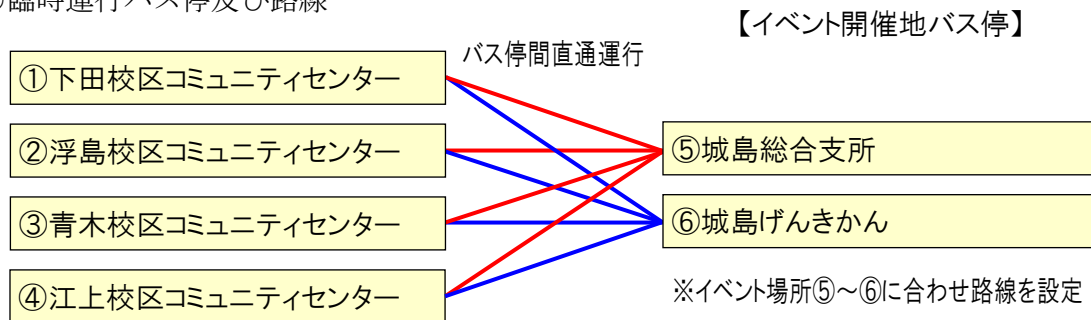 臨時運行バス停及び路線
【イベント開催地バス停】
バス停間直通運行
①下田校区コミュニティセンター
②浮島校区コミュニティセンター
③青木校区コミュニティセンター
④江上校区コミュニティセンター
⑤城島総合支所
⑥城島げんきかん
※イベント場所⑤～⑥に合わせ路線を設定